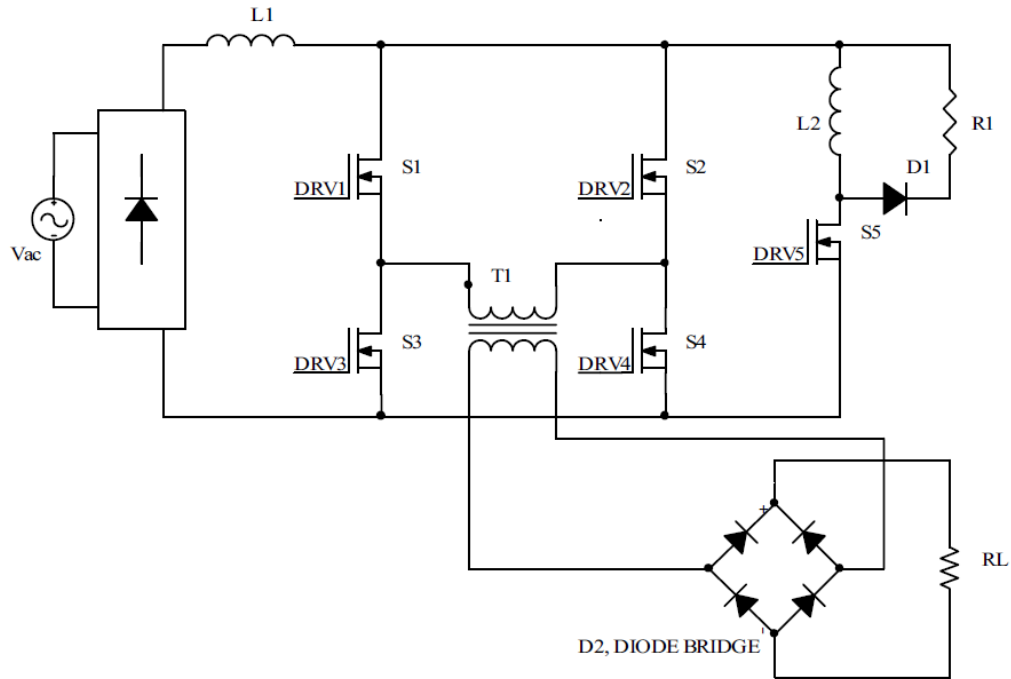 L1
L2
R1
D1
S1
S2
DRV1
DRV2
S5
Vac
T1
DRV5
S3
S4
DRV3
DRV4
+
RL
-
D2, DIODE BRIDGE